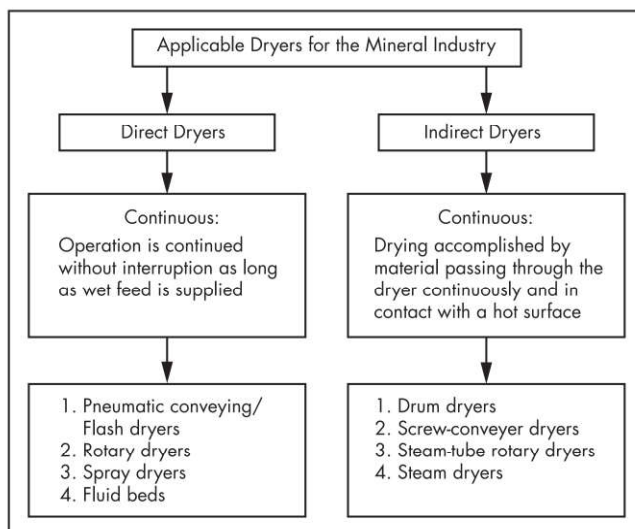 Applicable Dryers for the Mineral Industry
Direct Dryers
Indirect Dryers
Continuous:
Operation is continued
without interruption as long
as wet feed is supplied
Continuous:
Drying accomplished by
material passing through the
dryer continuously and in
contact with a hot surface
1. Pneumatic conveying/
Flash dryers
2. Rotary dryers
3. Spray dryers
4. Fluid beds
1. Drum dryers
2. Screw-conveyer dryers
3. Steam-tube rotary dryers
4. Steam dryers